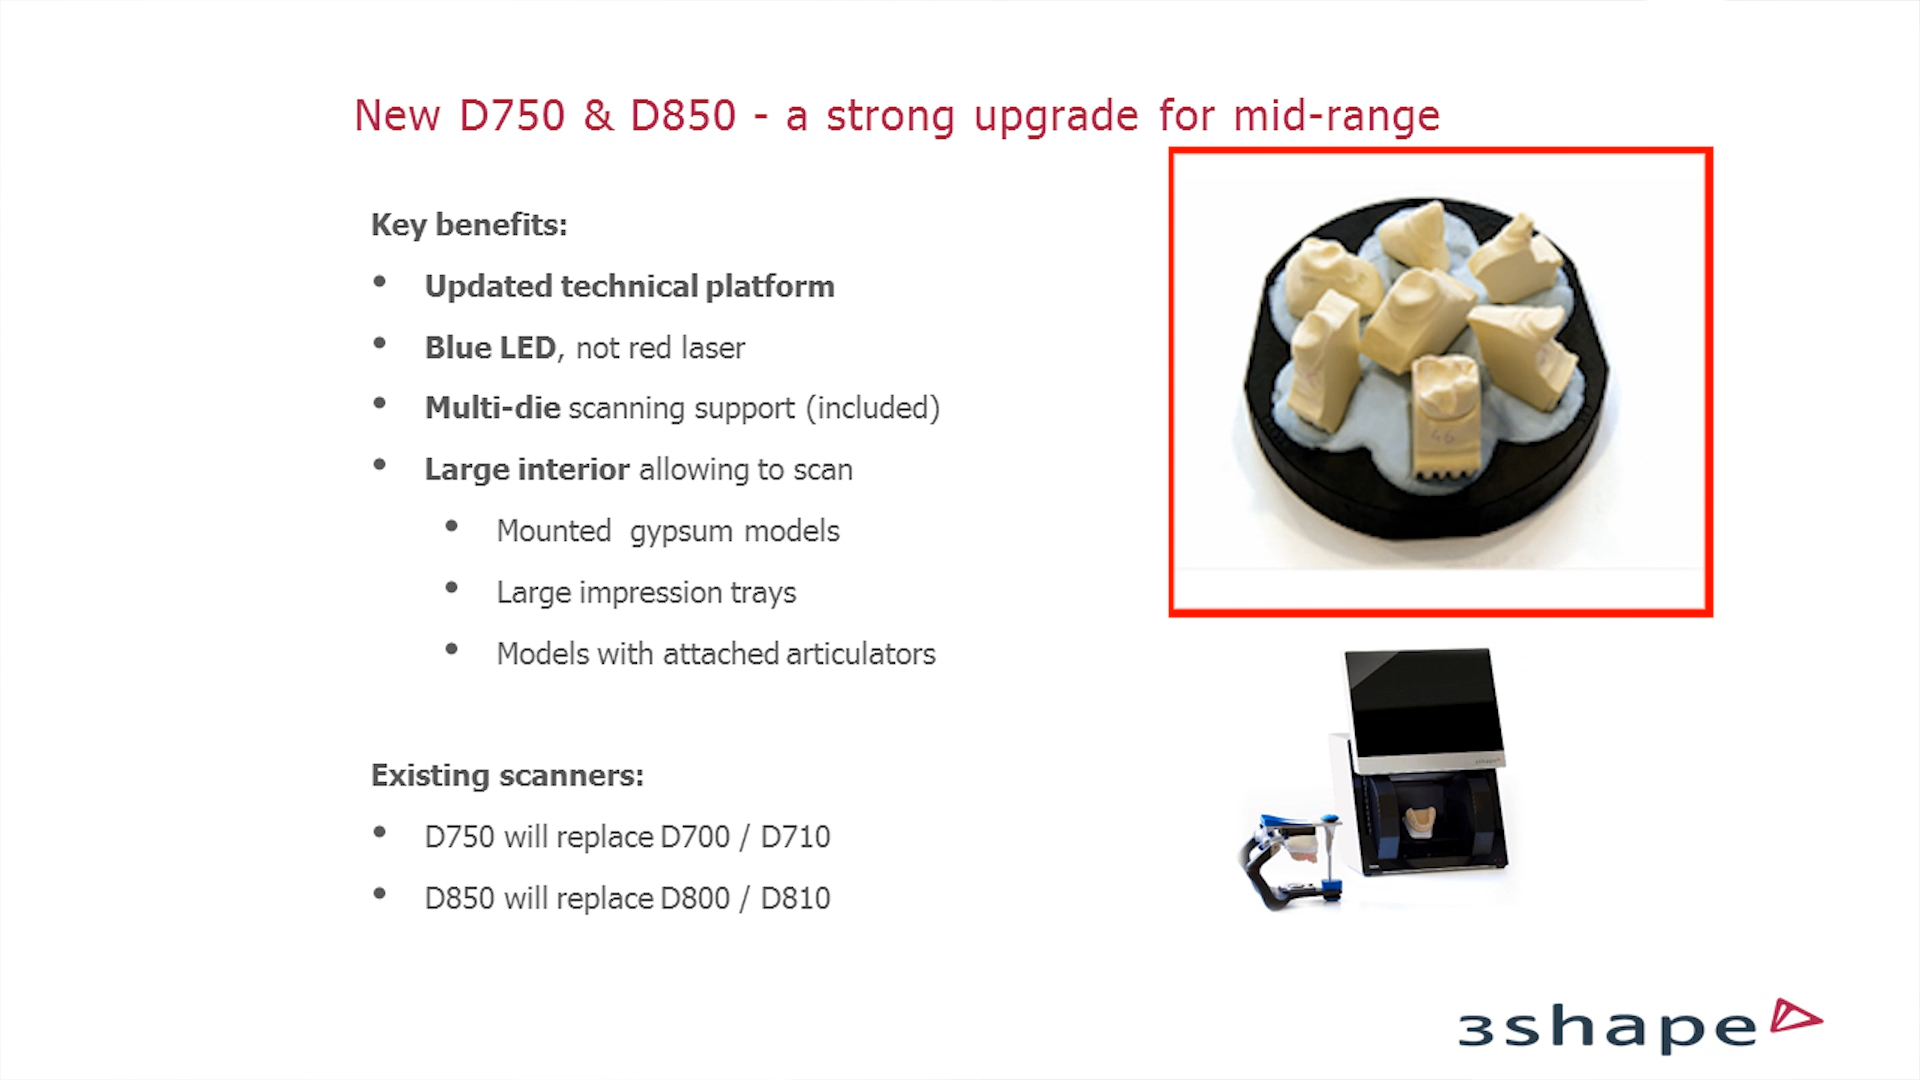 New D750 & D850 - a strong upgrade for mid-range
Key benefits:
• Updated technical platform
• Blue LED, not red laser
• Multi-die scanning support (included)
• Large interior allowing to scan
• Mounted gypsum models
• Large impression trays
• Models with attached articulators
46
3shape
Existing scanners:
• D750 will replace D700 / D710
• D850 will replace D800 / D810
3shape